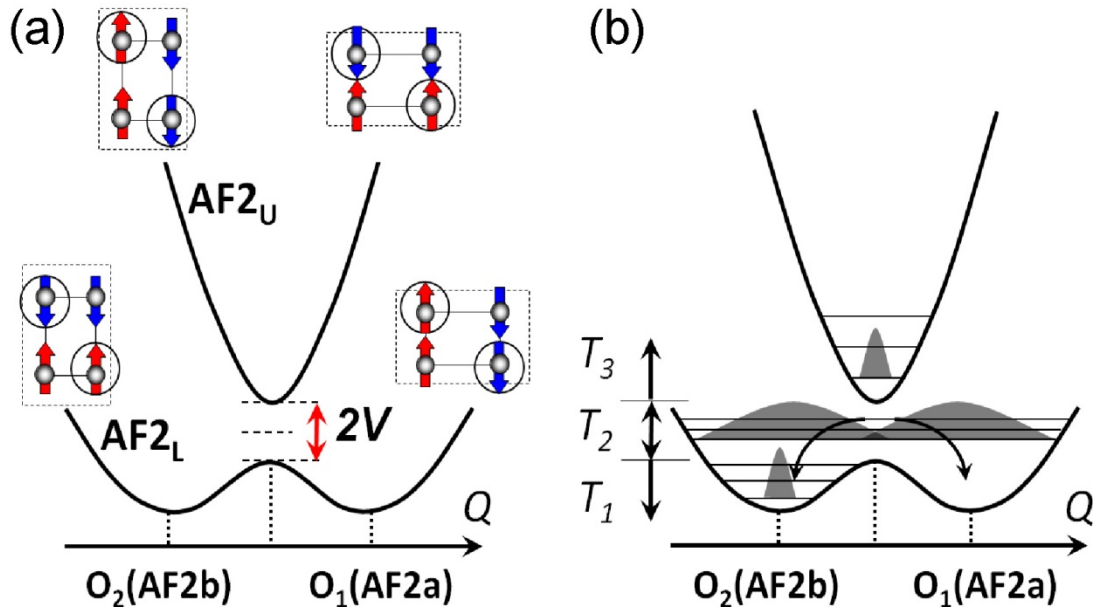 (a)
AF2U
AF2L
2V
Q
O2(AF2b)
O1(AF2a)
(b)
T3
T2
T1
Q
O2(AF2b)
O1(AF2a)